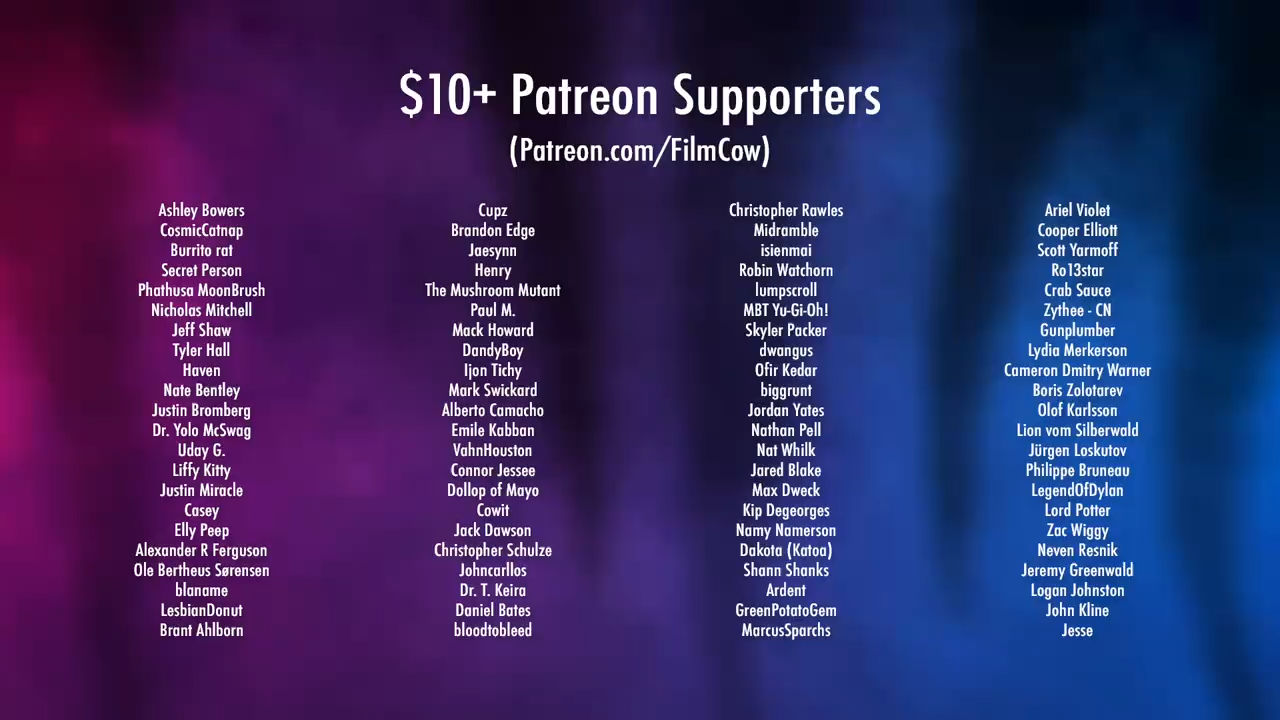 $10+ Patreon Supporters
(Patreon.com/FilmCow)
Ashley Bowers
CosmicCatnap
Burrito rat
Secret Person
Phathusa MoonBrush
Nicholas Mitchell
Jeff Shaw
Tyler Hall
Haven
Nate Bentley
Justin Bromberg
Dr. Yolo McSwag
Uday G.
Liffy Kitty
Justin Miracle
Casey
Elly Peep
Alexander R Ferguson
Ole Bertheus Sørensen
blaname
LesbianDonut
Brant Ahlborn
Cupz
Brandon Edge
Jaesynn
Henry
The Mushroom Mutant
Paul M.
Mack Howard
DandyBoy
Ijon Tichy
Mark Swickard
Alberto Camacho
Emile Kabban
VahnHouston
Connor Jessee
Dollop of Mayo
Cowit
Jack Dawson
Christopher Schulze
Johncarllos
Dr. T. Keira
Daniel Bates
bloodtobleed
Christopher Rawles
Midramble
isienmai
Robin Watchorn
lumpscroll
MBT Yu-Gi-Oh!
Skyler Packer
dwangus
Ofir Kedar
biggrunt
Jordan Yates
Nathan Pell
Nat Whilk
Jared Blake
Max Dweck
Kip Degeorges
Namy Namerson
Dakota (Katoa)
Shann Shanks
Ardent
GreenPotatoGem
MarcusSparchs
Ariel Violet
Cooper Elliott
Scott Yarmoff
Ro13star
Crab Sauce
Zythee - CN
Gunplumber
Lydia Merkerson
Cameron Dmitry Warner
Boris Zolotarev
Olof Karlsson
Lion vom Silberwald
Jürgen Loskutov
Philippe Bruneau
LegendOfDylan
Lord Potter
Zac Wiggy
Neven Resnik
Jeremy Greenwald
Logan Johnston
John Kline
Jesse